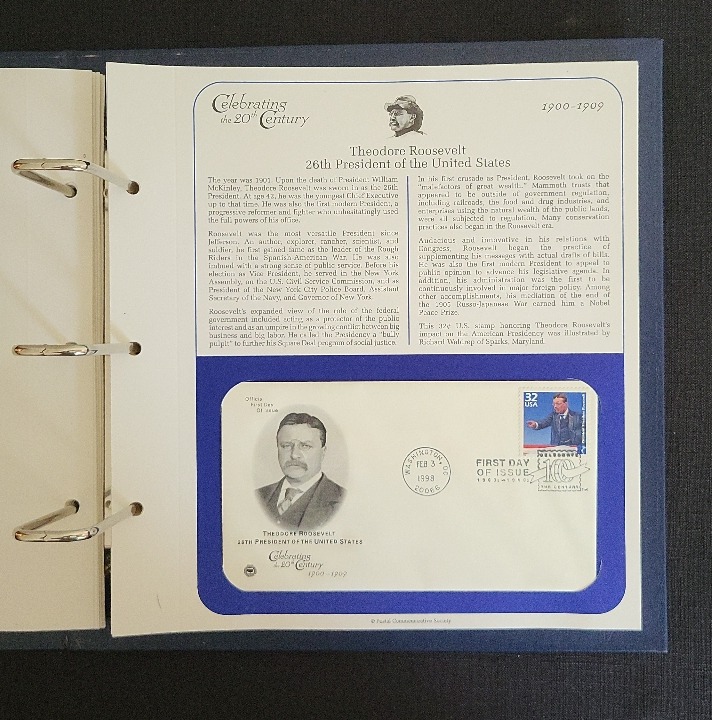 Celebrating
the 20th Century
1900-1909
Theodore Roosevelt
26th President of the United States
The year was 1901. Upon the death of President William
McKinley, Theodore Roosevelt was sworn in as the 26th
President. At age 42, he was the youngest Chief Executive
up to that time. He was also the first modern President, a
progressive reformer and fighter who unhesitatingly used
the full powers of his office.
Roosevelt was the most versatile President since
Jefferson. An author, explorer, rancher, scientist, and
soldier, he first gained fame as the leader of the Rough
Riders in the Spanish-American War. He was also
imbued with a strong sense of public service. Before his
election as Vice President, he served in the New York
Assembly, on the U.S. Civil Service Commission, and as
President of the New York City Police Board, Assistant
Secretary of the Navy, and Governor of New York.
Roosevelt's expanded view of the role of the federal
government included acting as a protector of the public
interest and as an umpire in the growing conflict between big
business and big labor. He called the Presidency a "bully
pulpit" to further his Square Deal program of social justice.
In his first crusade as President, Roosevelt took on the
"malefactors of great wealth." Mammoth trusts that
appeared to be outside of government regulation,
including railroads, the food and drug industries, and
enterprises using the natural wealth of the public lands,
were all subjected to regulation. Many conservation
practices also began in the Roosevelt era.
Audacious and innovative in his relations with
Congress, Roosevelt began the practice of
supplementing his messages with actual drafts of bills.
He was also the first modern President to appeal to
public opinion to advance his legislative agenda. In
addition, his administration was the first to be
continuously involved in major foreign policy. Among
other accomplishments, his mediation of the end of
the 1905 Russo-Japanese War earned him a Nobel
Peace Prize.
This 32¢ U.S. stamp honoring Theodore Roosevelt's
impact on the American Presidency was illustrated by
Richard Waldrep of Sparks, Maryland.
Official
First Day
Of Issue
32
USA
WASHINGTON DC
FEB 3
1998
20066
FIRST DAY
OF ISSUE
CELEBRATE
THE CENTURY
THEODORE ROOSEVELT
26TH PRESIDENT OF THE UNITED STATES
Celebrating
the 20th Century
1900-1909
© Postal Commemorative Society